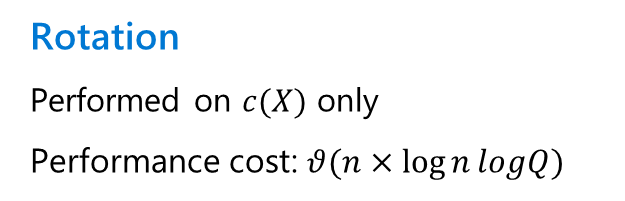 Rotation
Performed on c(X) only
Performance cost: ϑ(n × log n logQ)